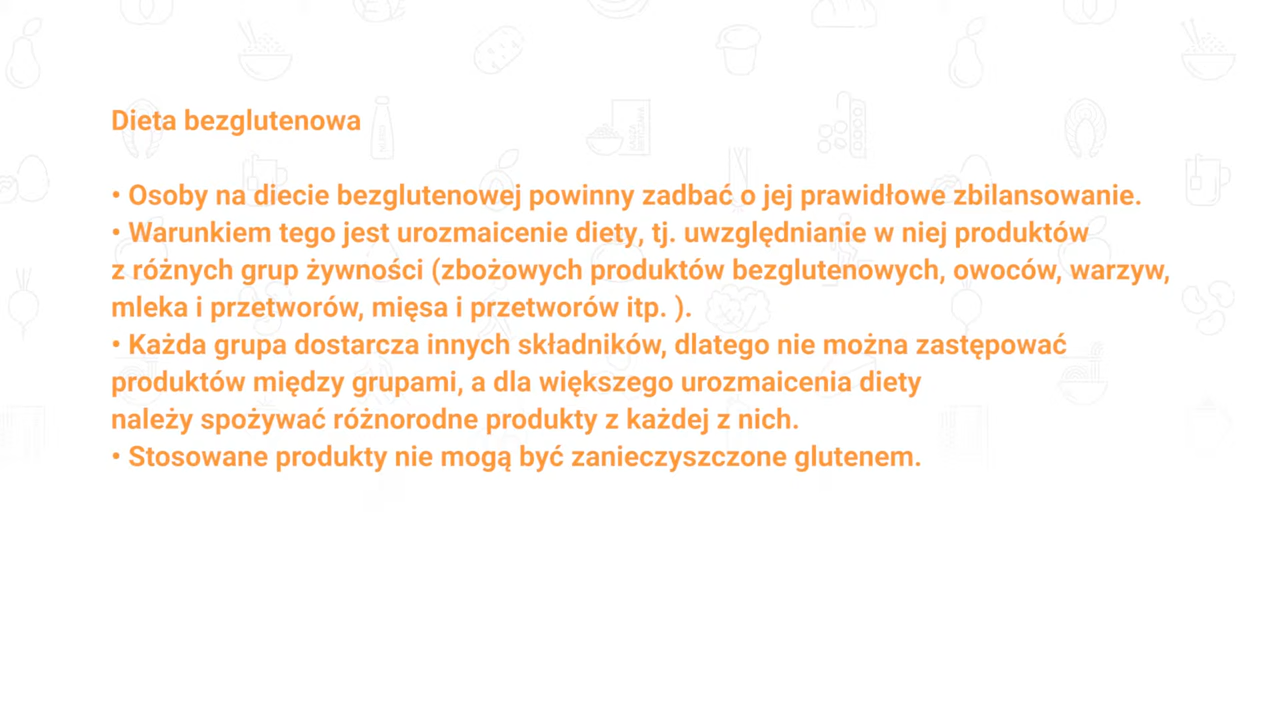 Dieta bezglutenowa
• Osoby na diecie bezglutenowej powinny zadbać o jej prawidłowe zbilansowanie.
• Warunkiem tego jest urozmaicenie diety, tj. uwzględnianie w niej produktów
z różnych grup żywności (zbożowych produktów bezglutenowych, owoców, warzyw,
mleka i przetworów, mięsa i przetworów itp. ).
• Każda grupa dostarcza innych składników, dlatego nie można zastępować
produktów między grupami, a dla większego urozmaicenia diety
należy spożywać różnorodne produkty z każdej z nich.
• Stosowane produkty nie mogą być zanieczyszczone glutenem.